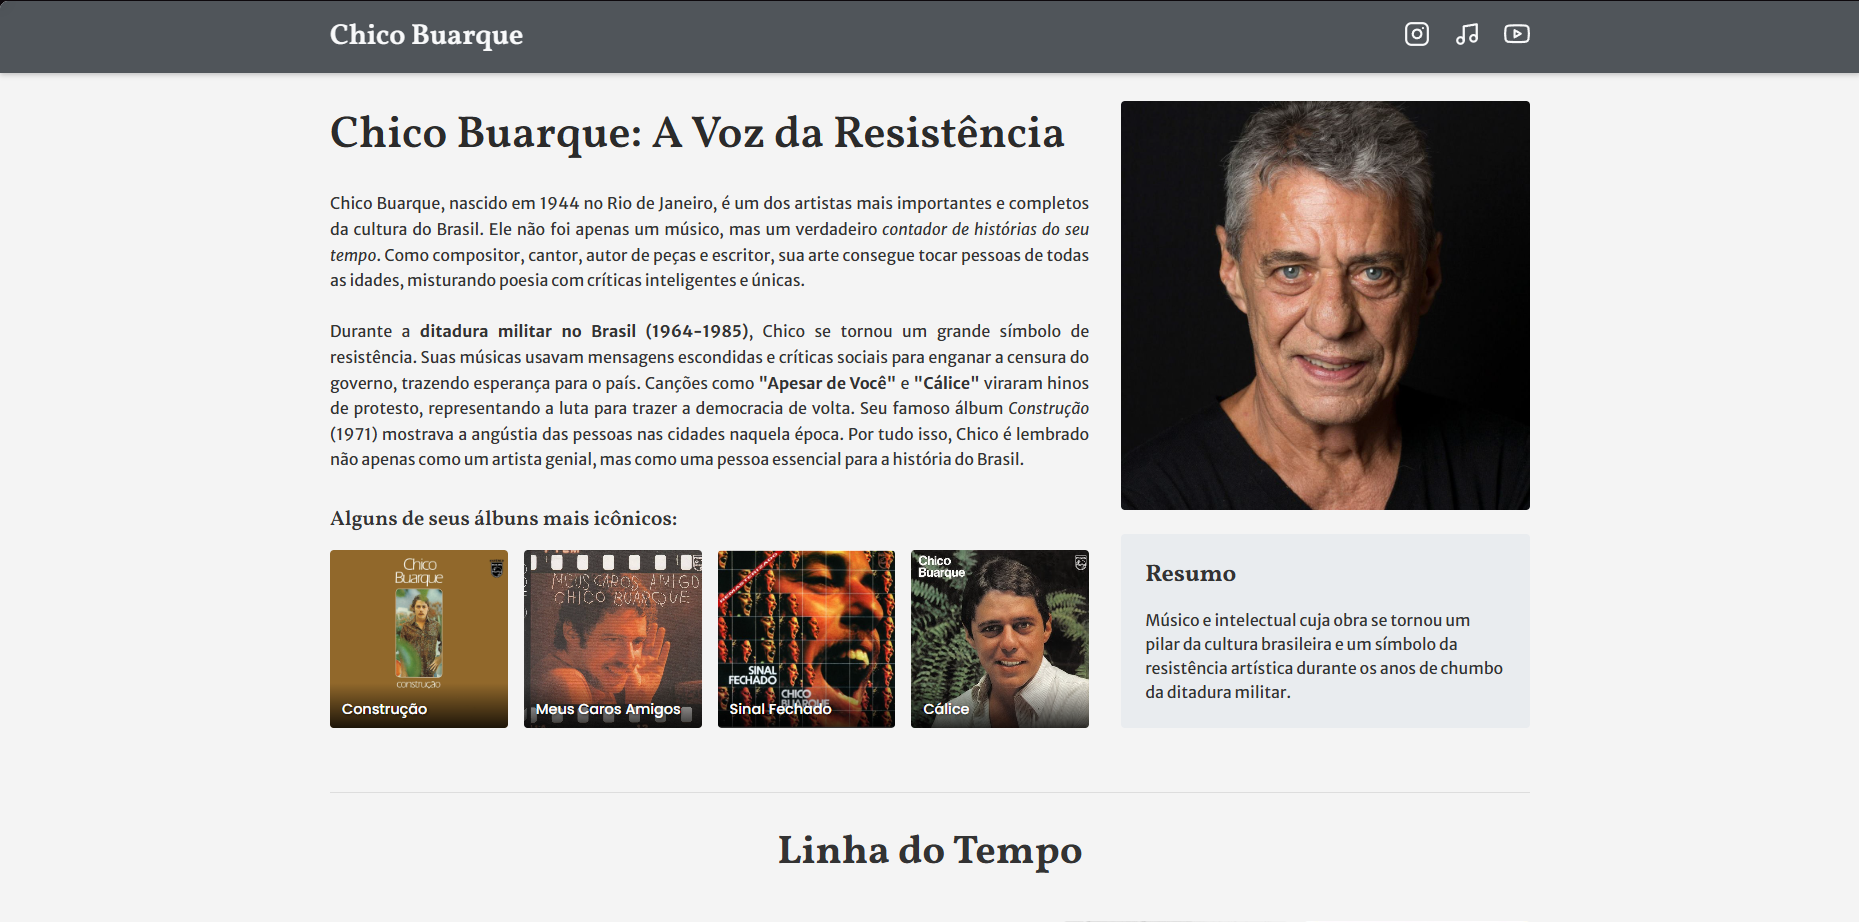 Chico Buarque
Chico Buarque: A Voz da Resistência
Chico Buarque, nascido em 1944 no Rio de Janeiro, é um dos artistas mais importantes e completos
da cultura do Brasil. Ele não foi apenas um músico, mas um verdadeiro contador de histórias do seu
tempo. Como compositor, cantor, autor de peças e escritor, sua arte consegue tocar pessoas de todas
as idades, misturando poesia com críticas inteligentes e únicas.
Durante a ditadura militar no Brasil (1964-1985), Chico se tornou um grande símbolo de
resistência. Suas músicas usavam mensagens escondidas e críticas sociais para enganar a censura do
governo, trazendo esperança para o país. Canções como "Apesar de Você" e "Cálice" viraram hinos
de protesto, representando a luta para trazer a democracia de volta. Seu famoso álbum Construção
(1971) mostrava a angústia das pessoas nas cidades naquela época. Por tudo isso, Chico é lembrado
não apenas como um artista genial, mas como uma pessoa essencial para a história do Brasil.
Alguns de seus álbuns mais icônicos:
Chico
Buarque
construção
Construção
MEUS CAROS AMIGO
CHICO BUARQUE
Meus Caros Amigos
SINAL
FECHADO
CHICO
BUARQUE
Sinal Fechado
Chico
Buarque
Cálice
Resumo
Músico e intelectual cuja obra se tornou um
pilar da cultura brasileira e um símbolo da
resistência artística durante os anos de chumbo
da ditadura militar.
Linha do Tempo